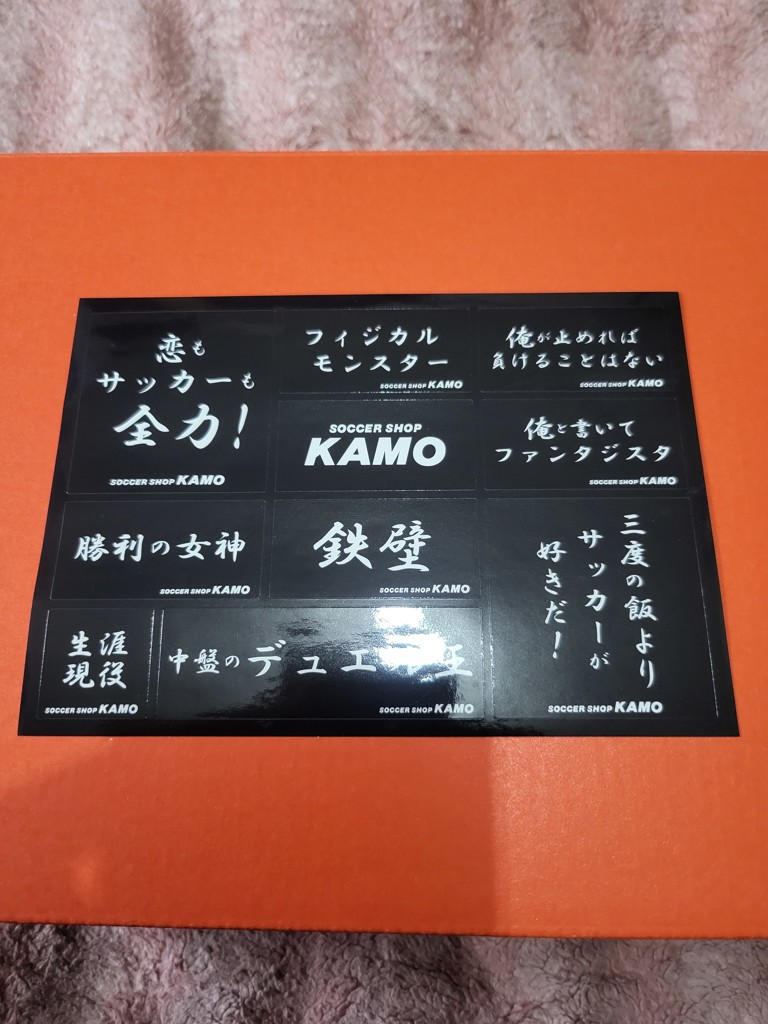 恋も
サッカーも
全力!
SOCCER SHOP KAMO
フィジカル
モンスター
SOCCER SHOP KAMO
俺が止めれば
負けることはない
SOCCER SHOP KAMO
SOCCER SHOP
KAMO
俺と書いて
ファンタジスタ
SOCCER SHOP KAMO
勝利の女神
SOCCER SHOP KAMO
鉄壁
SOCCER SHOP KAMO
三度の飯より
サッカーが
好きだ!
SOCCER SHOP KAMO
生涯
現役
SOCCER SHOP KAMO
中盤のデュエル王
SOCCER SHOP KAMO